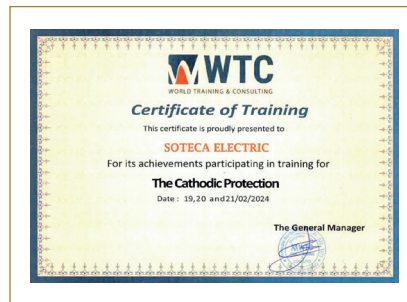 WTC
WORLD TRAINING & CONSULTING
Certificate of Training
This certificate is proudly presented to
SOTECA ELECTRIC
For its achievements participating in training for
The Cathodic Protection
Date : 19,20 and21/02/2024
The General Manager